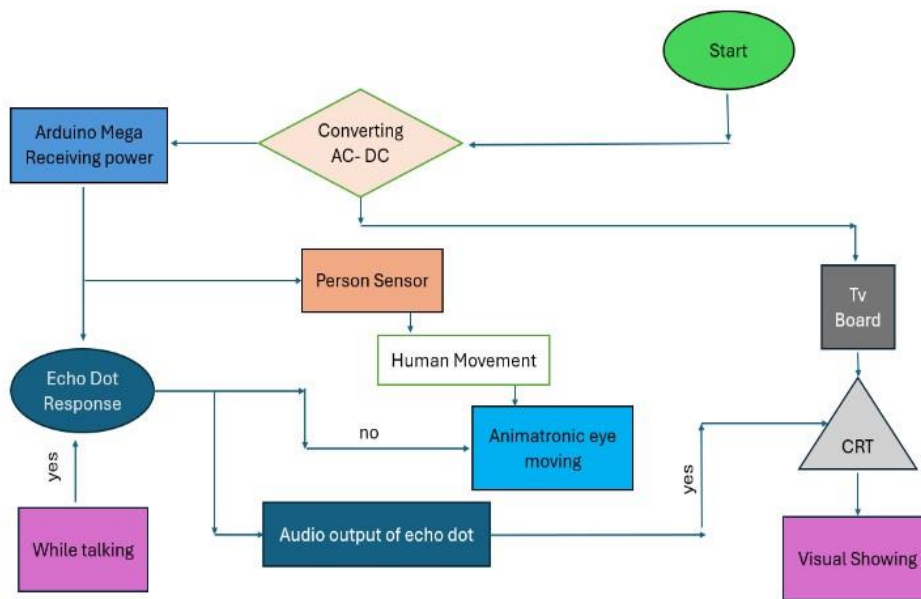 Start
Converting
AC- DC
Arduino Mega
Receiving power
Person Sensor
Tv
Board
Human Movement
Echo Dot
Response
no
Animatronic eye
moving
CRT
yes
yes
While talking
Audio output of echo dot
Visual Showing